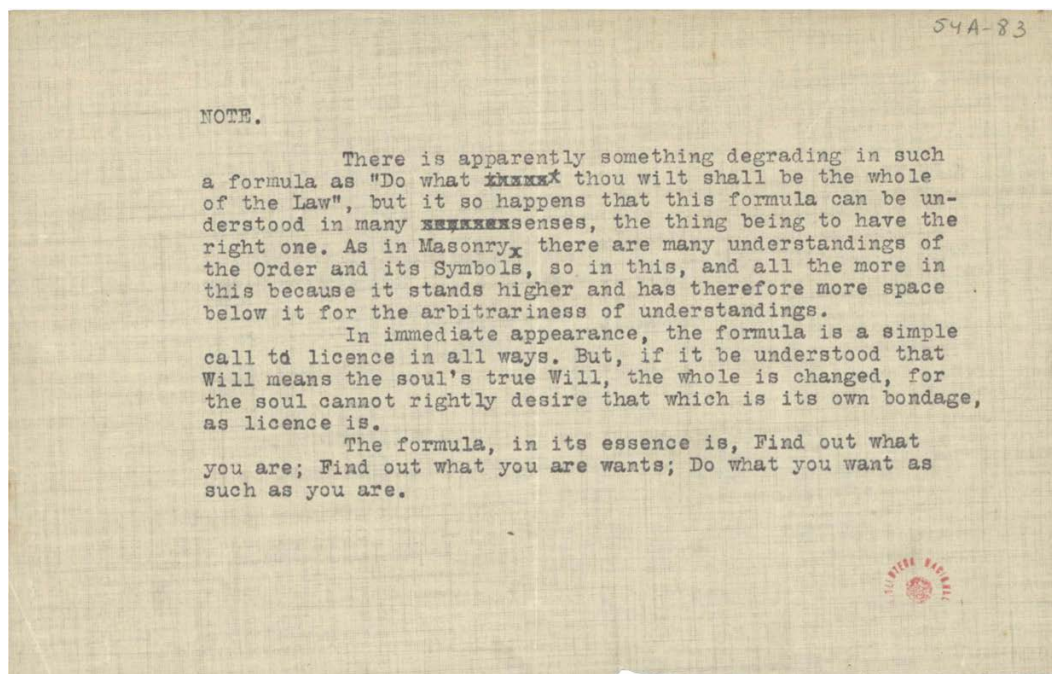 54A-83
NOTE.
There is apparently something degrading in such
a formula as "Do what thou wilt shall be the whole
of the Law", but it so happens that this formula can be un-
derstood in many senses, the thing being to have the
right one. As in Masonry, there are many understandings of
the Order and its Symbols, so in this, and all the more in
this because it stands higher and has therefore more space
below it for the arbitrariness of understandings.
In immediate appearance, the formula is a simple
call to licence in all ways. But, if it be understood that
Will means the soul's true Will, the whole is changed, for
the soul cannot rightly desire that which is its own bondage,
as licence is.
The formula, in its essence is, Find out what
you are; Find out what you are wants; Do what you want as
such as you are.
NACIONAL